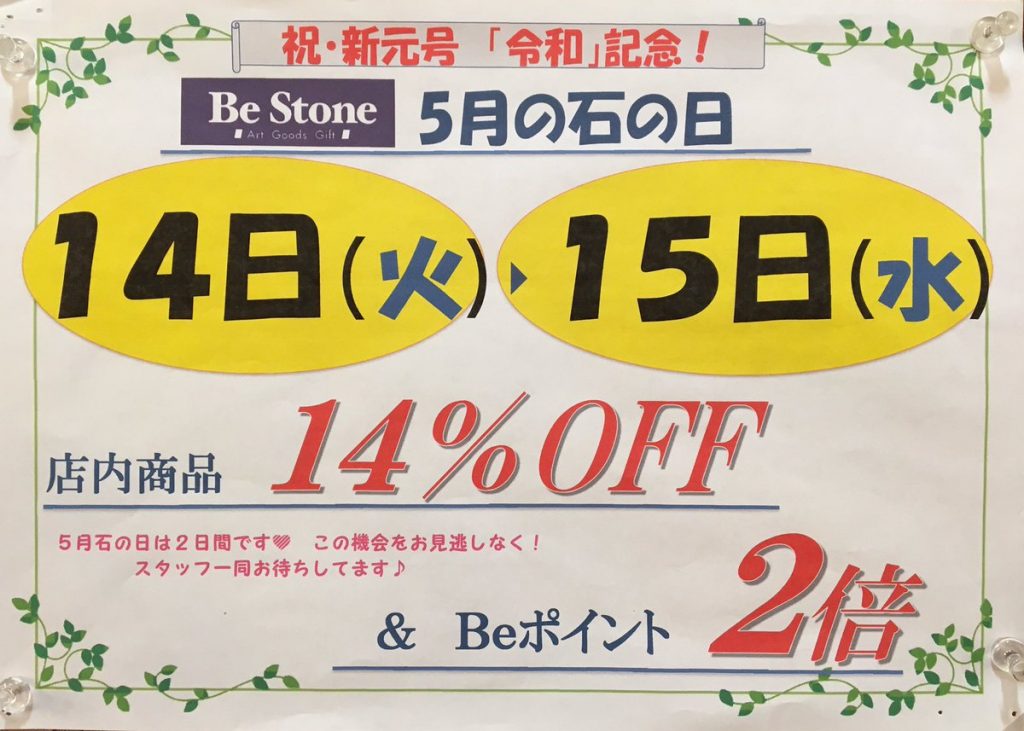 祝・新元号 「令和」記念！
Be Stone
Art Goods Gift
5月の石の日
14日(火) 15日(水)
店内商品 14%OFF
５月石の日は２日間です♥ この機会をお見逃しなく！
スタッフ一同お待ちしてます♪
& Beポイント 2倍